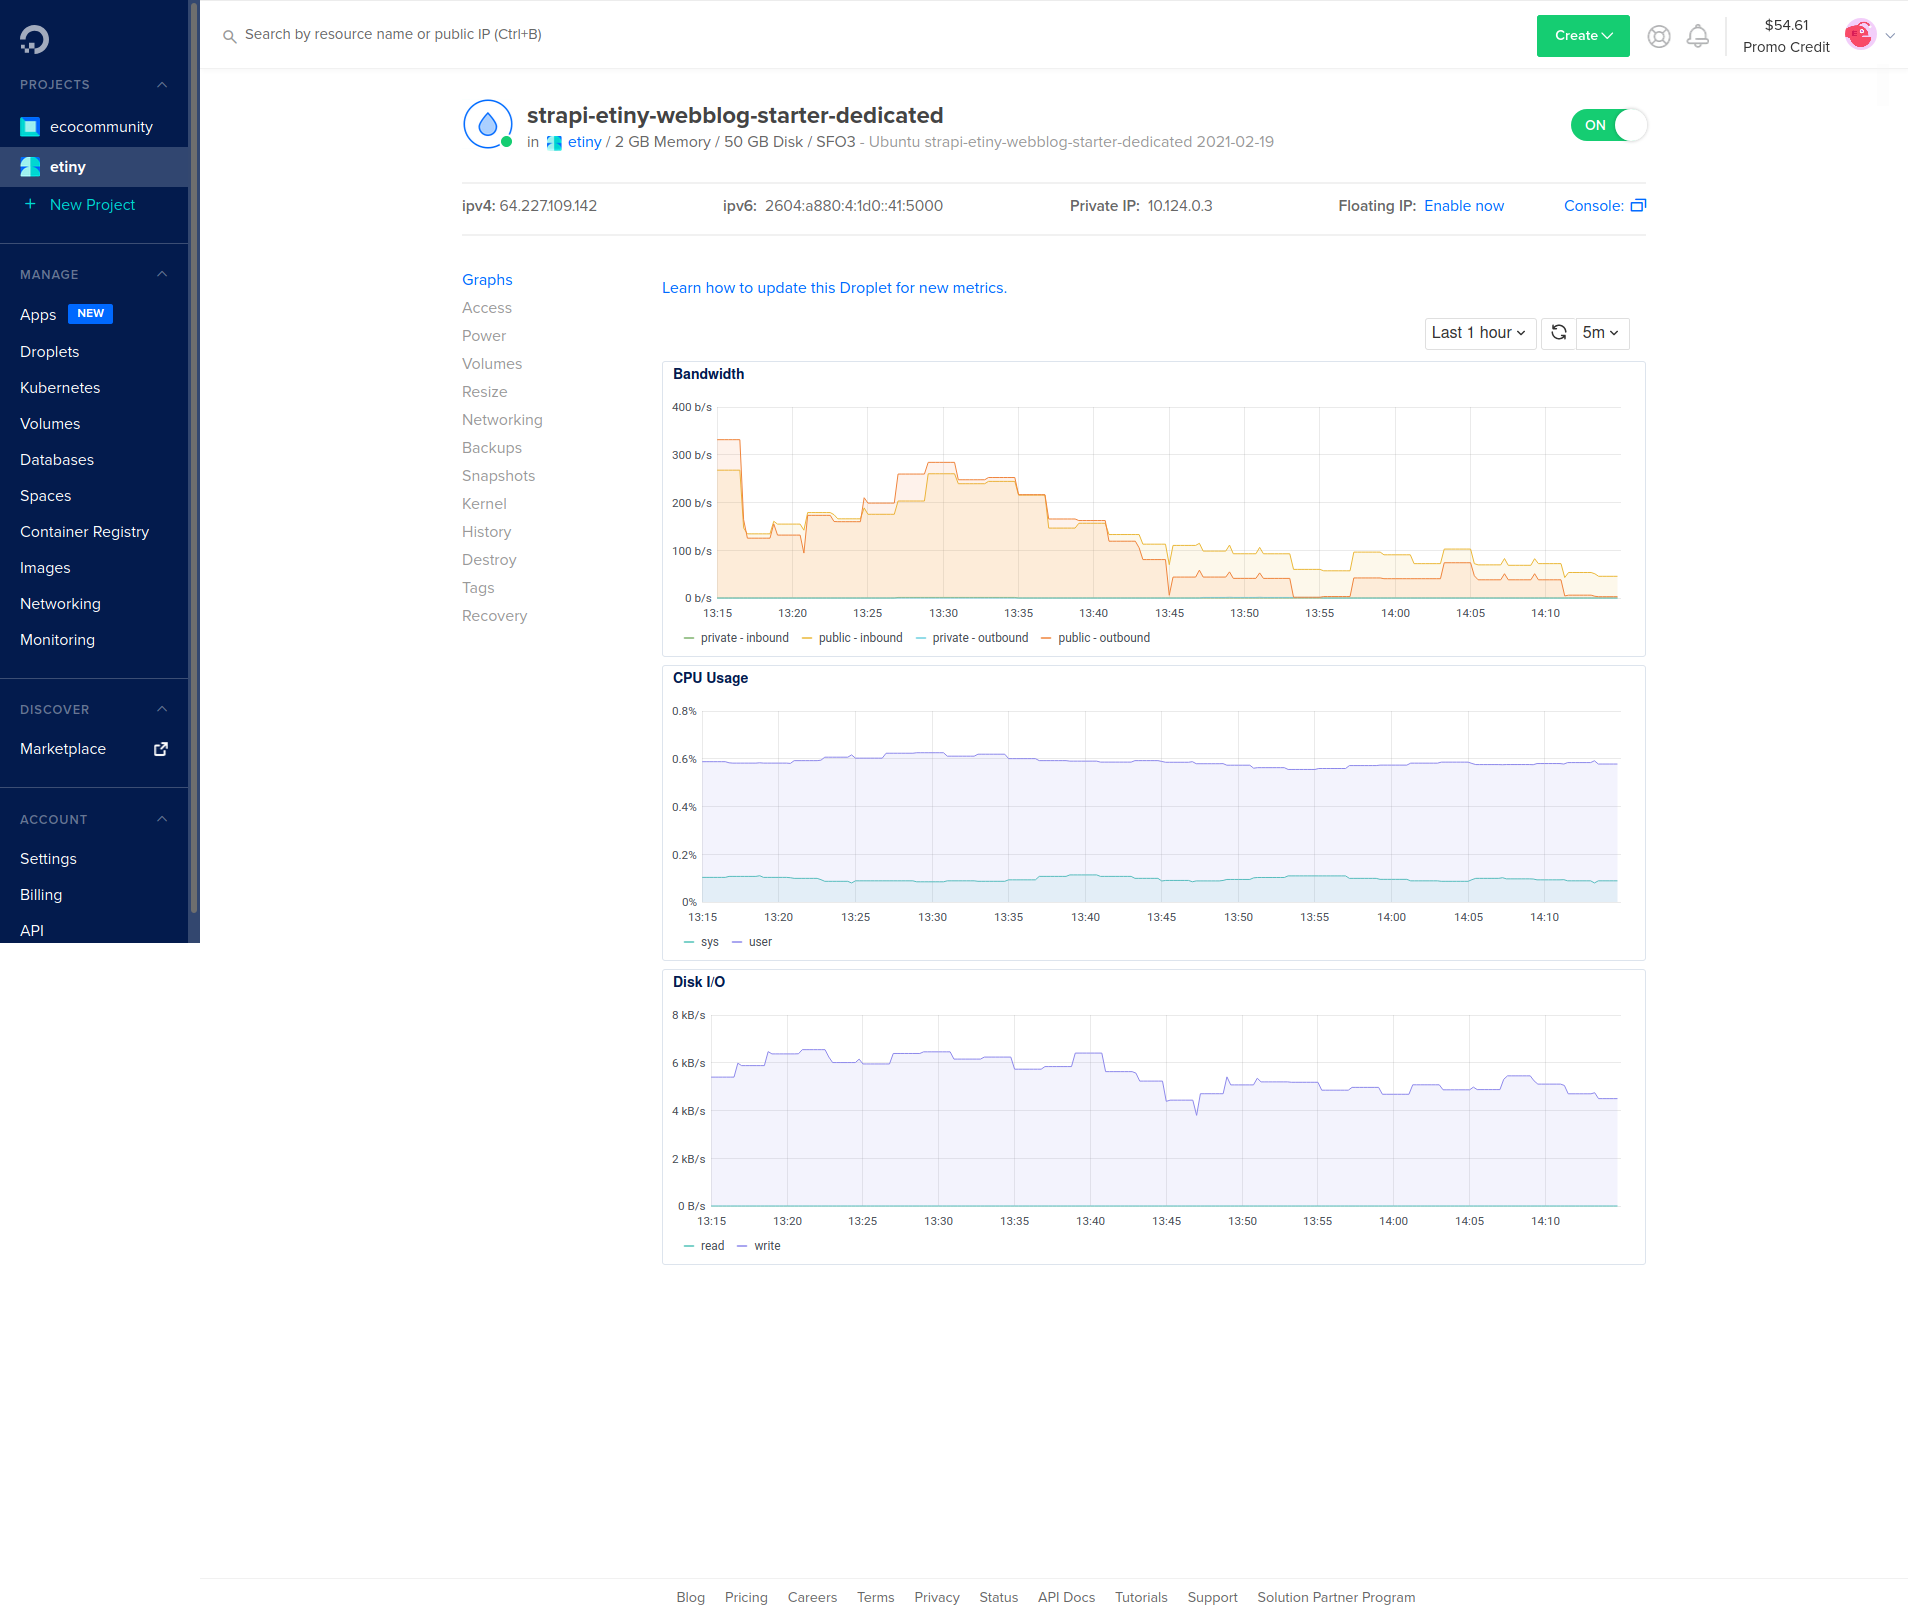 Search by resource name or public IP (Ctrl+B)
Create
$54.61
Promo Credit
PROJECTS
ecocommunity
etiny
+ New Project
MANAGE
Apps NEW
Droplets
Kubernetes
Volumes
Databases
Spaces
Container Registry
Images
Networking
Monitoring
DISCOVER
Marketplace
ACCOUNT
Settings
Billing
API
strapi-etiny-webblog-starter-dedicated
in etiny / 2 GB Memory / 50 GB Disk / SFO3 - Ubuntu strapi-etiny-webblog-starter-dedicated 2021-02-19
ON
ipv4: 64.227.109.142 ipv6: 2604:a880:4:1d0::41:5000 Private IP: 10.124.0.3 Floating IP: Enable now Console:
Graphs
Access
Power
Volumes
Resize
Networking
Backups
Snapshots
Kernel
History
Destroy
Tags
Recovery
Learn how to update this Droplet for new metrics.
Last 1 hour 5m
Bandwidth
400 b/s
300 b/s
200 b/s
100 b/s
0 b/s
13:15 13:20 13:25 13:30 13:35 13:40 13:45 13:50 13:55 14:00 14:05 14:10
private - inbound public - inbound private - outbound public - outbound
CPU Usage
0.8%
0.6%
0.4%
0.2%
0%
13:15 13:20 13:25 13:30 13:35 13:40 13:45 13:50 13:55 14:00 14:05 14:10
sys user
Disk I/O
8 kB/s
6 kB/s
4 kB/s
2 kB/s
0 B/s
13:15 13:20 13:25 13:30 13:35 13:40 13:45 13:50 13:55 14:00 14:05 14:10
read write
Blog Pricing Careers Terms Privacy Status API Docs Tutorials Support Solution Partner Program